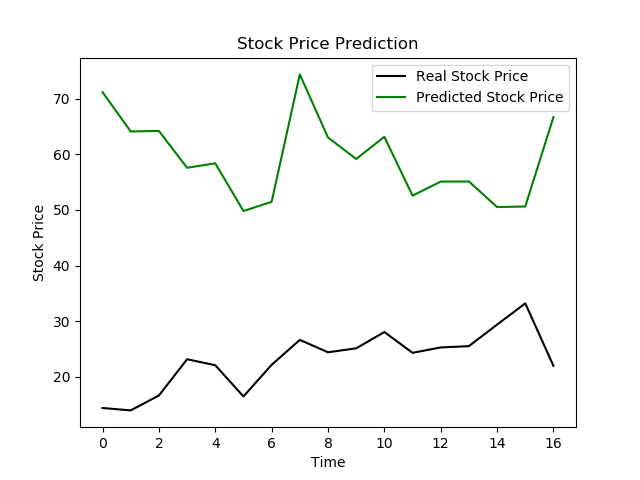 Stock Price Prediction
Real Stock Price
Predicted Stock Price
70
60
50
40
30
20
Stock Price
0 2 4 6 8 10 12 14 16
Time